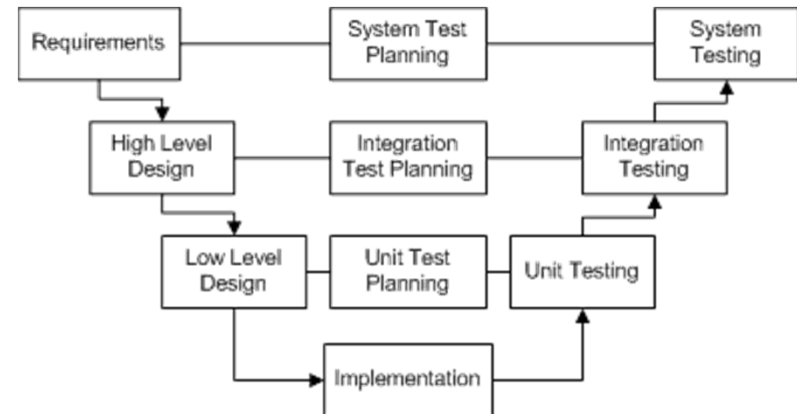 Requirements
System Test
Planning
System
Testing
High Level
Design
Integration
Test Planning
Integration
Testing
Low Level
Design
Unit Test
Planning
Unit Testing
Implementation